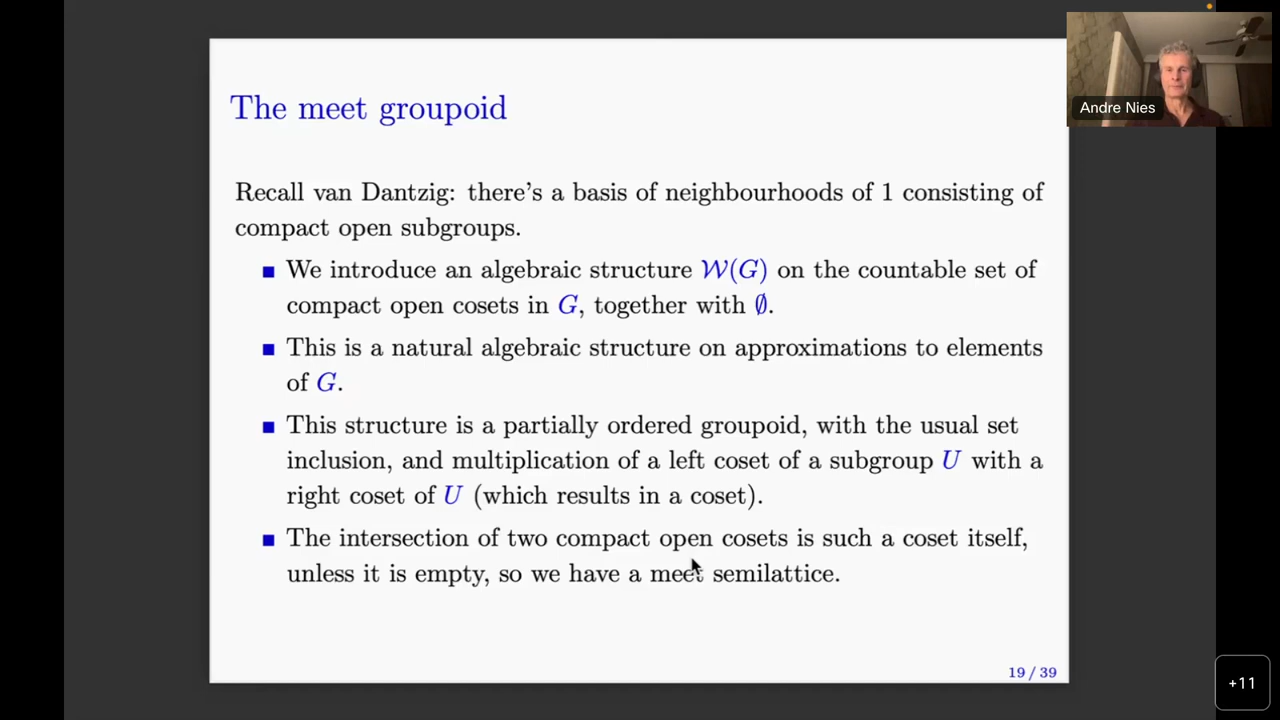 The meet groupoid
Andre Nies
Recall van Dantzig: there's a basis of neighbourhoods of 1 consisting of
compact open subgroups.
■ We introduce an algebraic structure 𝒲(G) on the countable set of
compact open cosets in G, together with ∅.
■ This is a natural algebraic structure on approximations to elements
of G.
■ This structure is a partially ordered groupoid, with the usual set
inclusion, and multiplication of a left coset of a subgroup U with a
right coset of U (which results in a coset).
■ The intersection of two compact open cosets is such a coset itself,
unless it is empty, so we have a meet semilattice.
19 / 39
+11